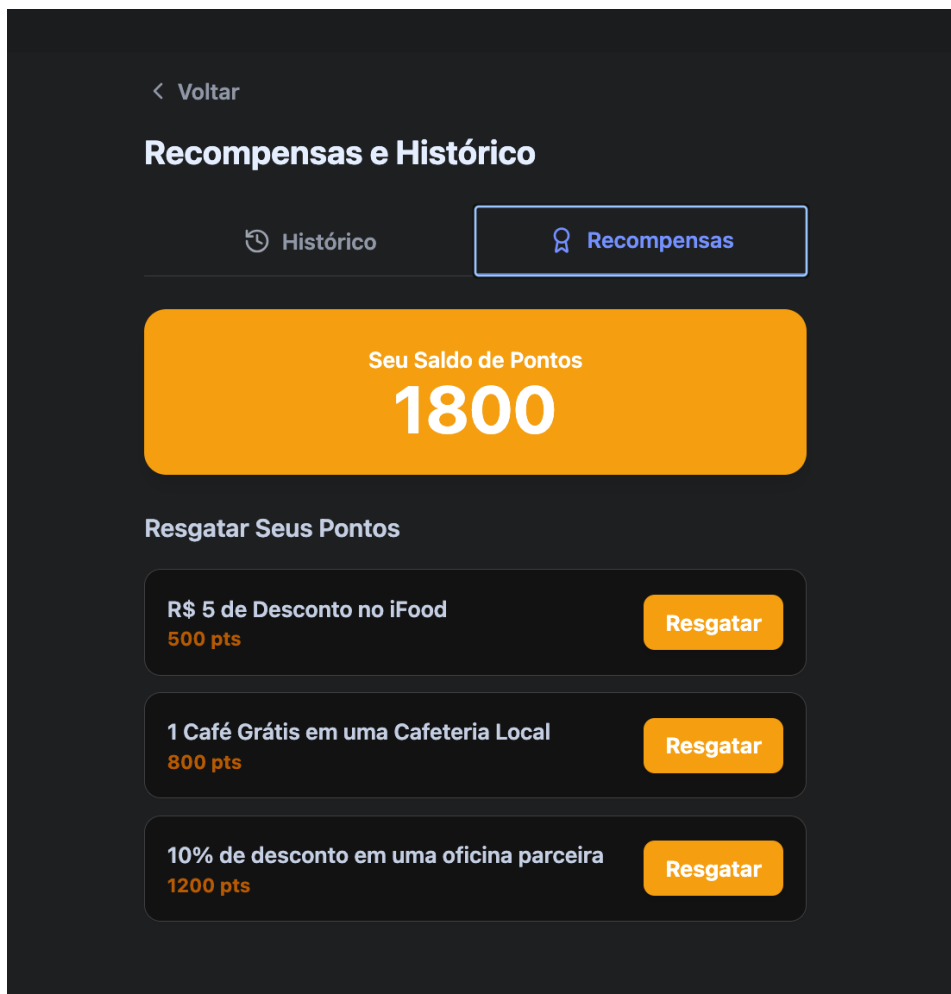 Voltar
Recompensas e Histórico
Histórico
Recompensas
Seu Saldo de Pontos
1800
Resgatar Seus Pontos
R$ 5 de Desconto no iFood
500 pts
Resgatar
1 Café Grátis em uma Cafeteria Local
800 pts
Resgatar
10% de desconto em uma oficina parceira
1200 pts
Resgatar